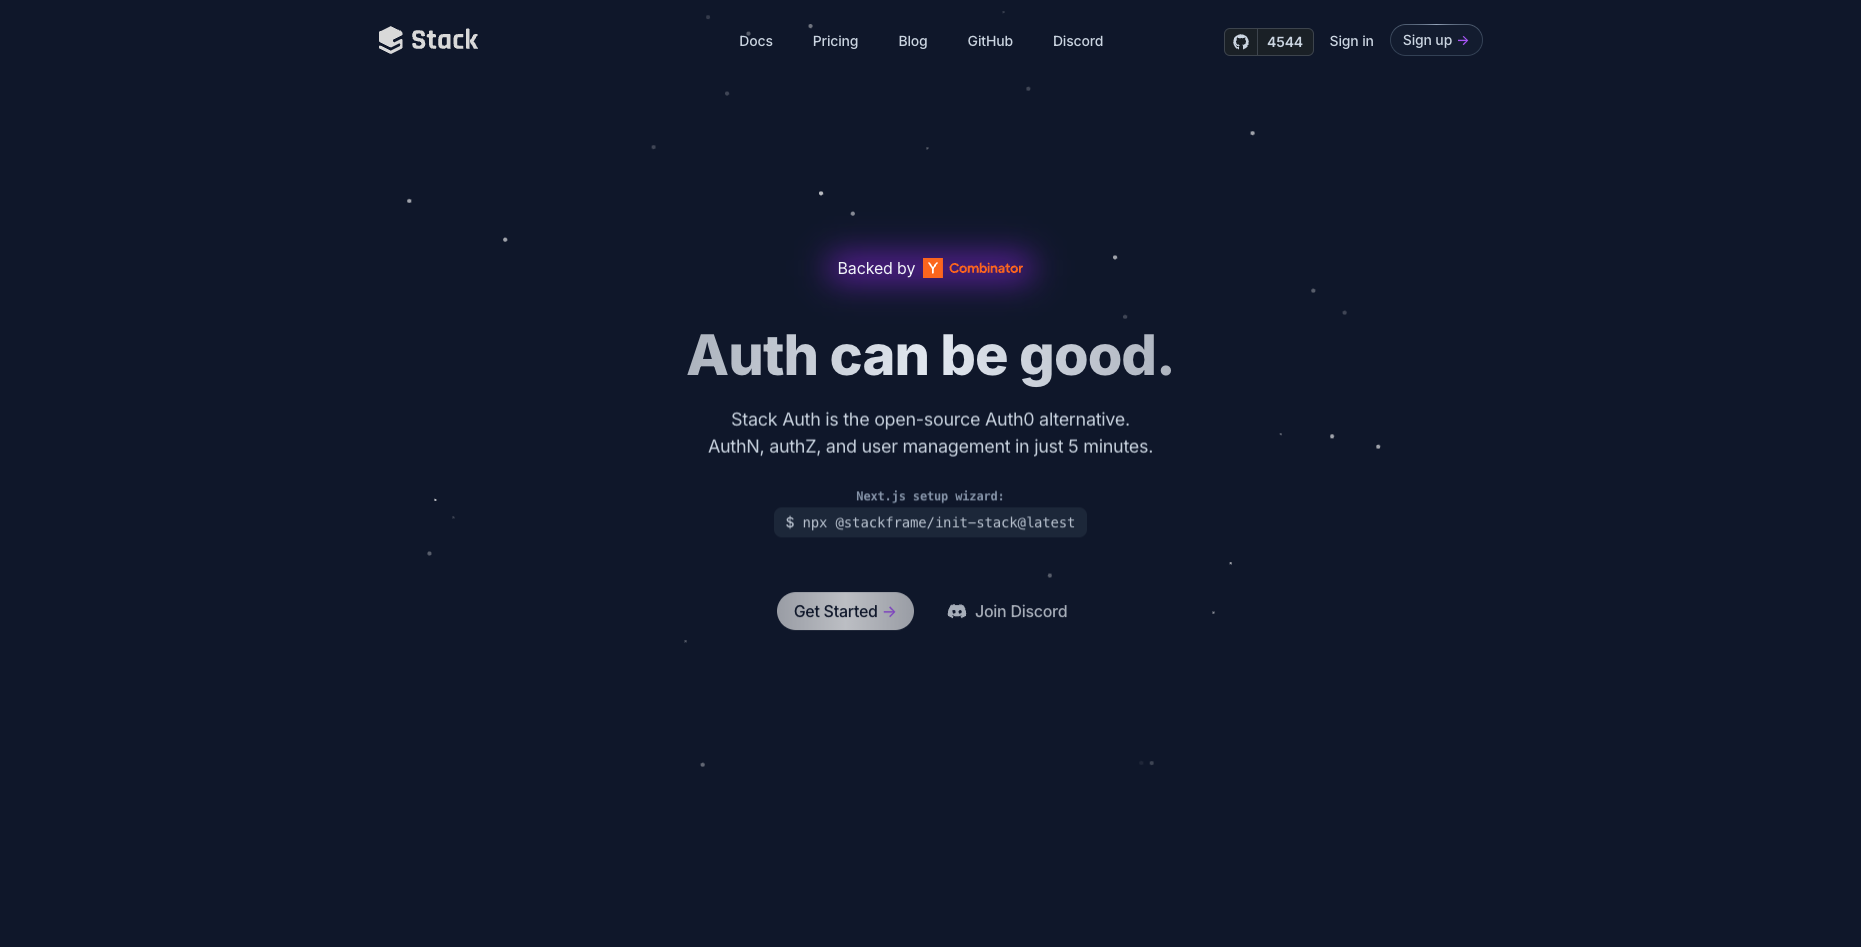 Stack
Docs Pricing Blog GitHub Discord
4544
Sign in
Sign up →
Backed by Y Combinator
Auth can be good.
Stack Auth is the open-source Auth0 alternative.
AuthN, authZ, and user management in just 5 minutes.
Next.js setup wizard:
$ npx @stackframe/init-stack@latest
Get Started →
Join Discord